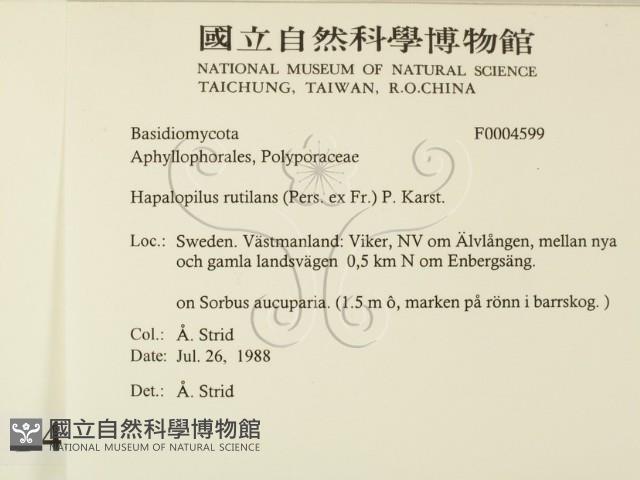 國立自然科學博物館
NATIONAL MUSEUM OF NATURAL SCIENCE
TAICHUNG, TAIWAN, R.O.CHINA
Basidiomycota F0004599
Aphyllophorales, Polyporaceae
Hapalopilus rutilans (Pers. ex Fr.) P. Karst.
Loc.: Sweden. Västmanland: Viker, NV om Älvlången, mellan nya
och gamla landsvägen 0,5 km N om Enbergsäng.
on Sorbus aucuparia. (1.5 m ô, marken på rönn i barrskog. )
Col.: Å. Strid
Date: Jul. 26, 1988
Det.: Å. Strid
4
國立自然科學博物館
NATIONAL MUSEUM OF NATURAL SCIENCE